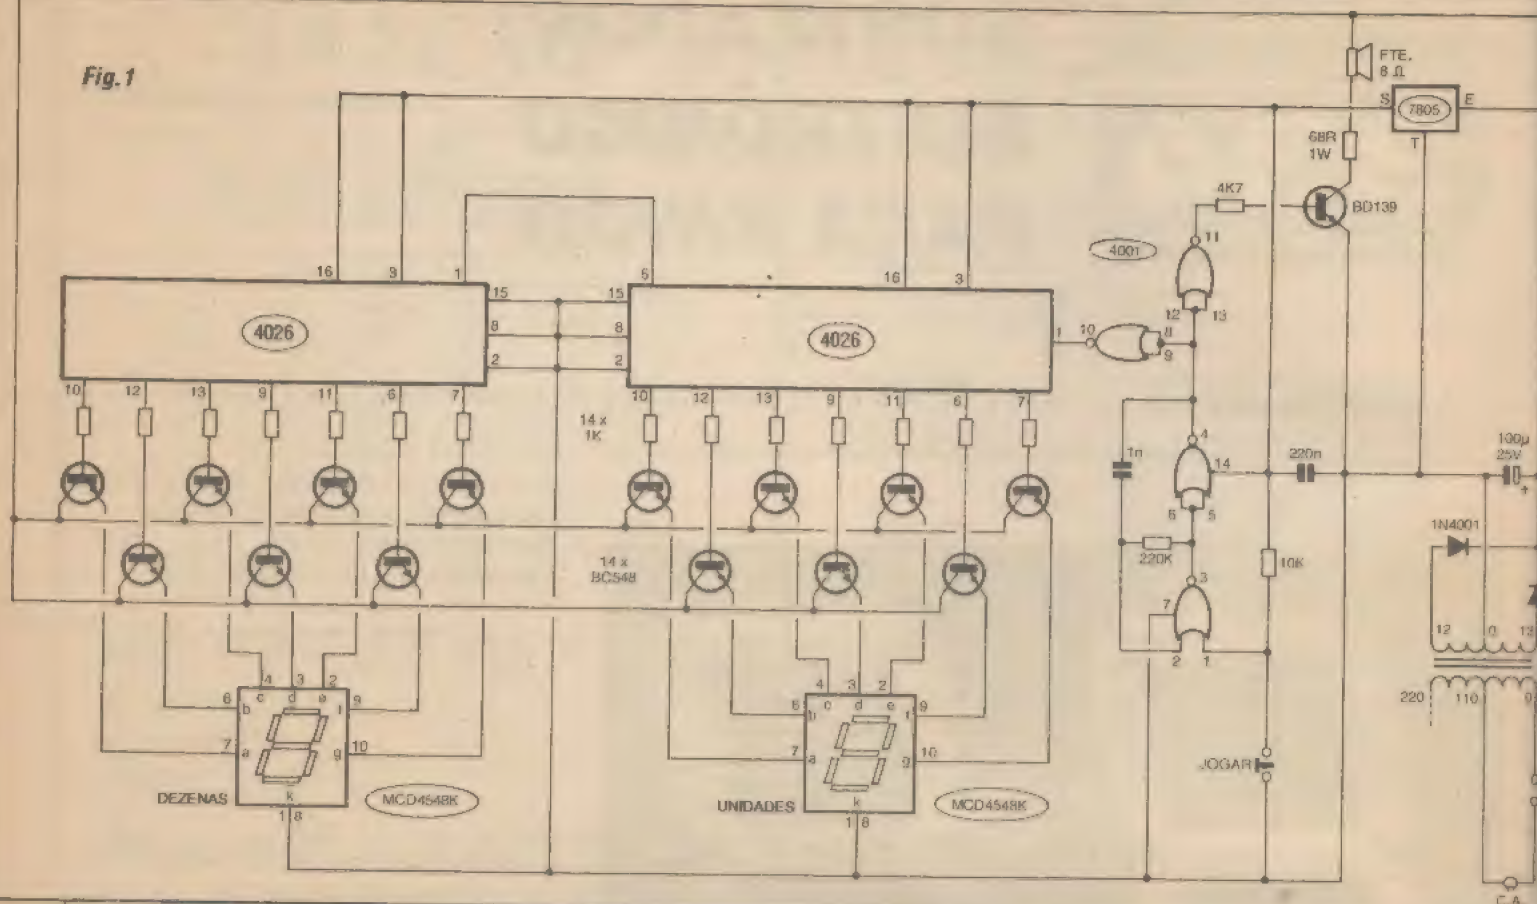 Fig.1
FTE.
8 Ω
S
7805
E
T
68R
1W
4K7
BD139
11
4001
12
13
16
3
1
5
16
3
15
8
2
15
8
2
4026
4026
1
10
8
9
10
12
13
9
11
6
7
10
12
13
9
11
6
7
14 x
1K
4
14
1n
220n
100µ
25V
+
6
5
220K
14 x
BC548
1N4001
10K
3
7
2
1
12
0
220
110
0
4
3
2
c
d
e
6
b
9
f
7
a
10
g
k
1
8
DEZENAS
MCD4548K
4
3
2
c
d
e
6
b
9
f
7
a
10
g
k
1
8
UNIDADES
MCD4548K
JOGAR
C.A.